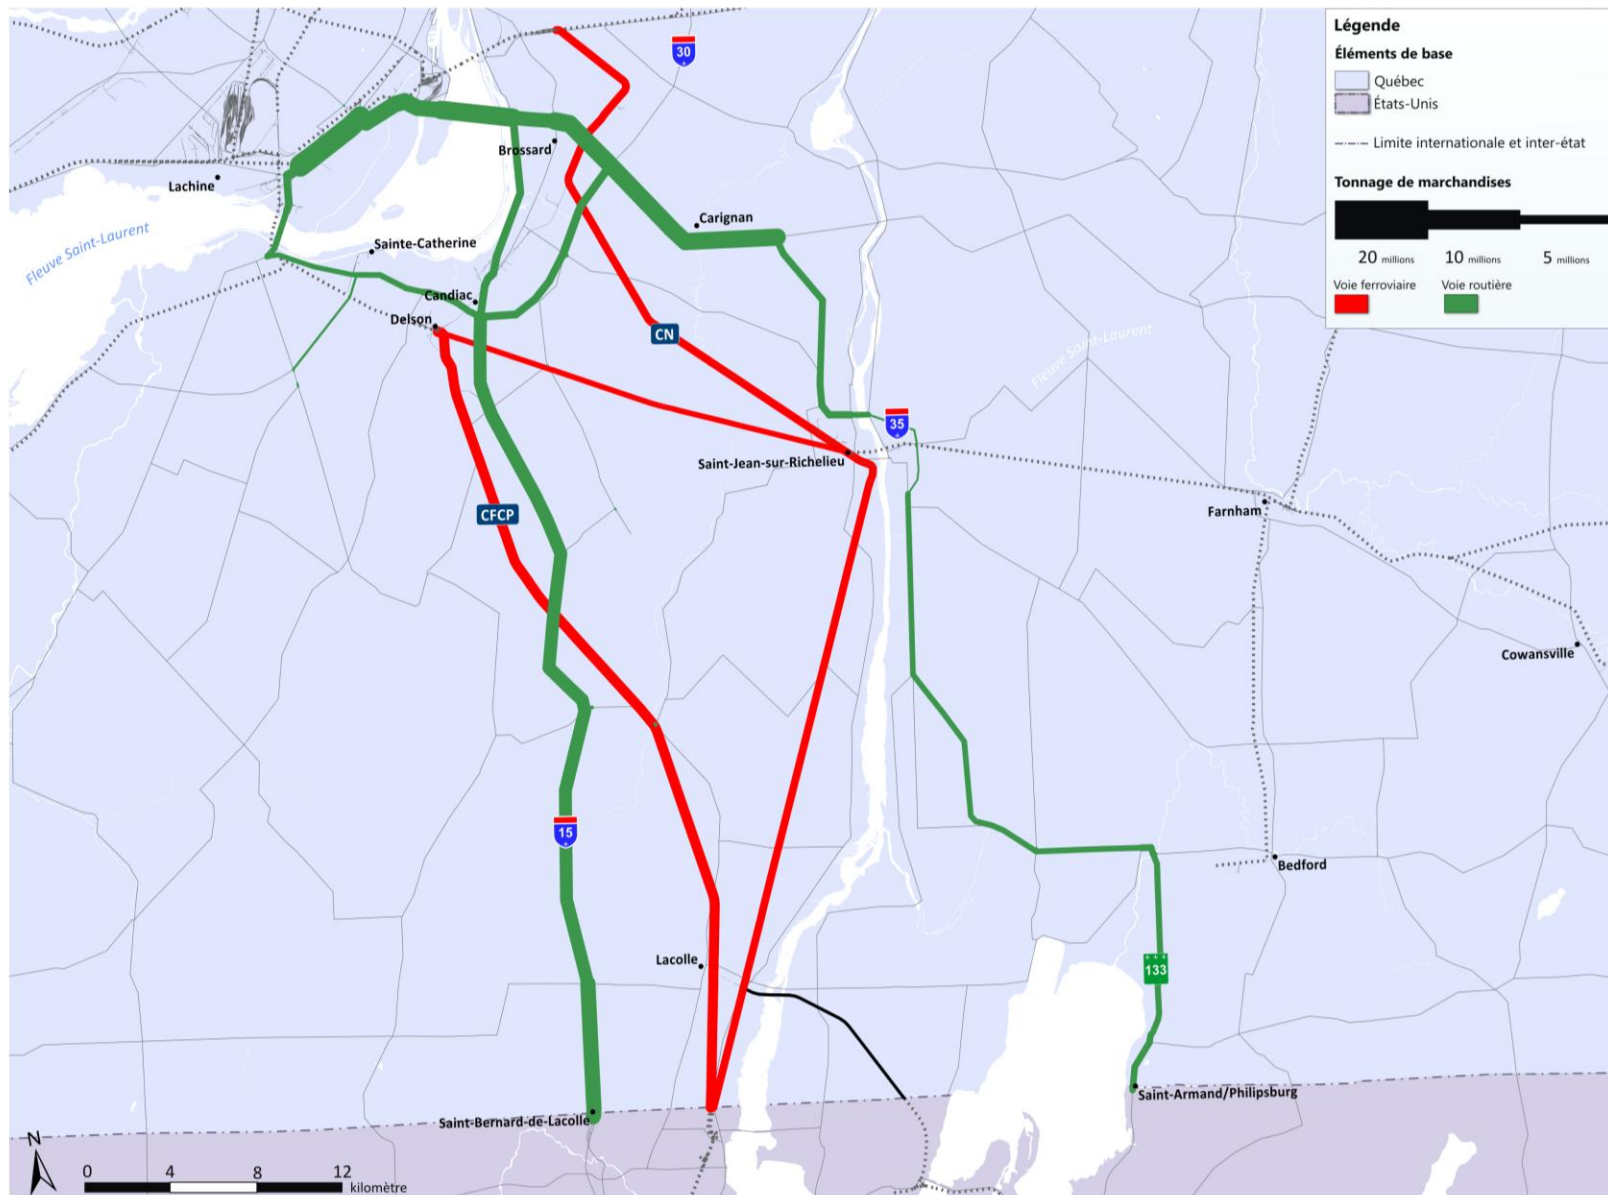 Légende
Éléments de base
Québec
États-Unis
Limite internationale et inter-état
Tonnage de marchandises
20 millions 10 millions 5 millions
Voie ferroviaire Voie routière
30
Brossard
Lachine
Carignan
Fleuve Saint-Laurent
Sainte-Catherine
Candiac
Delson
CN
Fleuve Saint-Laurent
35
Saint-Jean-sur-Richelieu
CFCP
Farnham
Cowansville
15
Bedford
Lacolle
133
Saint-Armand/Philipsburg
Saint-Bernard-de-Lacolle
N
0 4 8 12
kilomètre